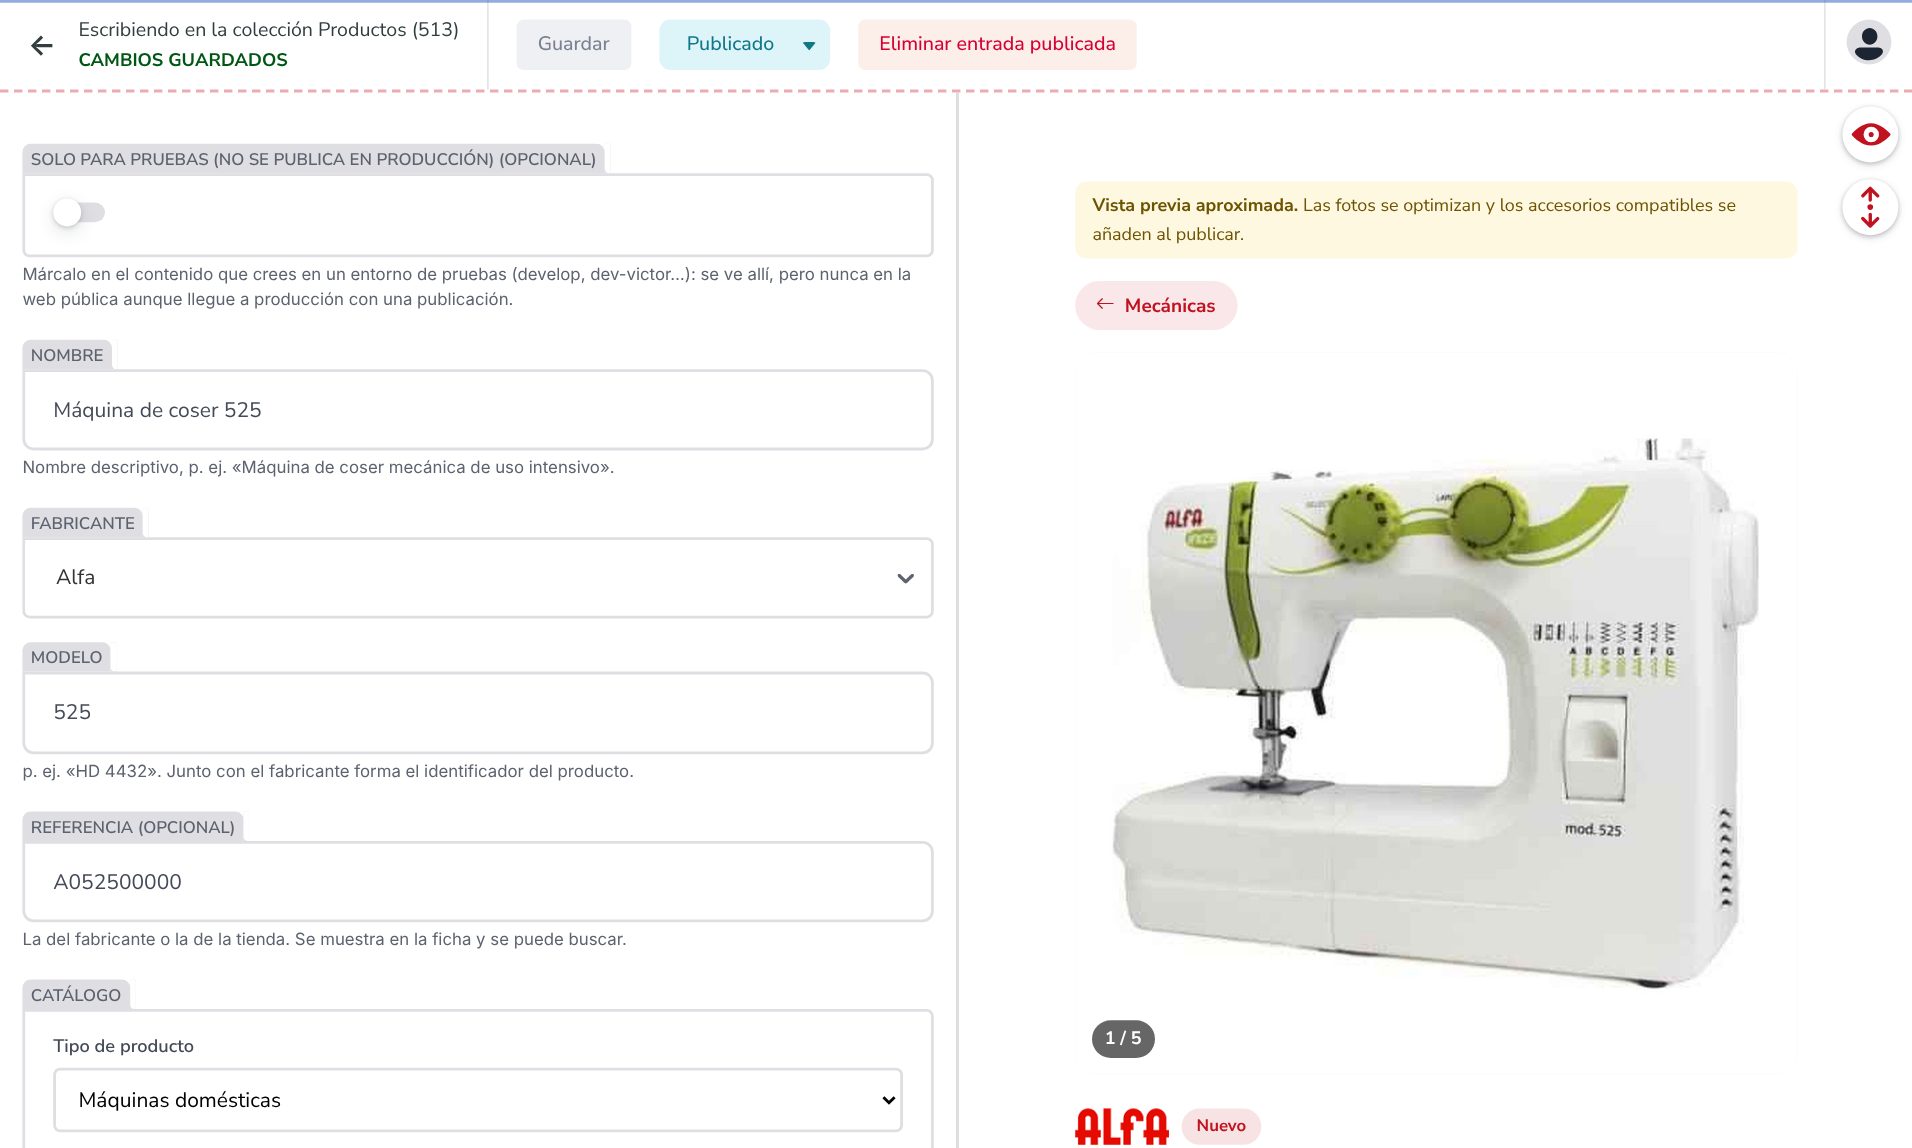 Escribiendo en la colección Productos (513)
CAMBIOS GUARDADOS
Guardar
Publicado
Eliminar entrada publicada
SOLO PARA PRUEBAS (NO SE PUBLICA EN PRODUCCIÓN) (OPCIONAL)
Márcalo en el contenido que crees en un entorno de pruebas (develop, dev-victor...): se ve allí, pero nunca en la
web pública aunque llegue a producción con una publicación.
NOMBRE
Máquina de coser 525
Nombre descriptivo, p. ej. «Máquina de coser mecánica de uso intensivo».
FABRICANTE
Alfa
MODELO
525
p. ej. «HD 4432». Junto con el fabricante forma el identificador del producto.
REFERENCIA (OPCIONAL)
A052500000
La del fabricante o la de la tienda. Se muestra en la ficha y se puede buscar.
CATÁLOGO
Tipo de producto
Máquinas domésticas
Vista previa aproximada. Las fotos se optimizan y los accesorios compatibles se
añaden al publicar.
← Mecánicas
ALFA
A B C D E F G
mod. 525
1 / 5
ALFA
Nuevo